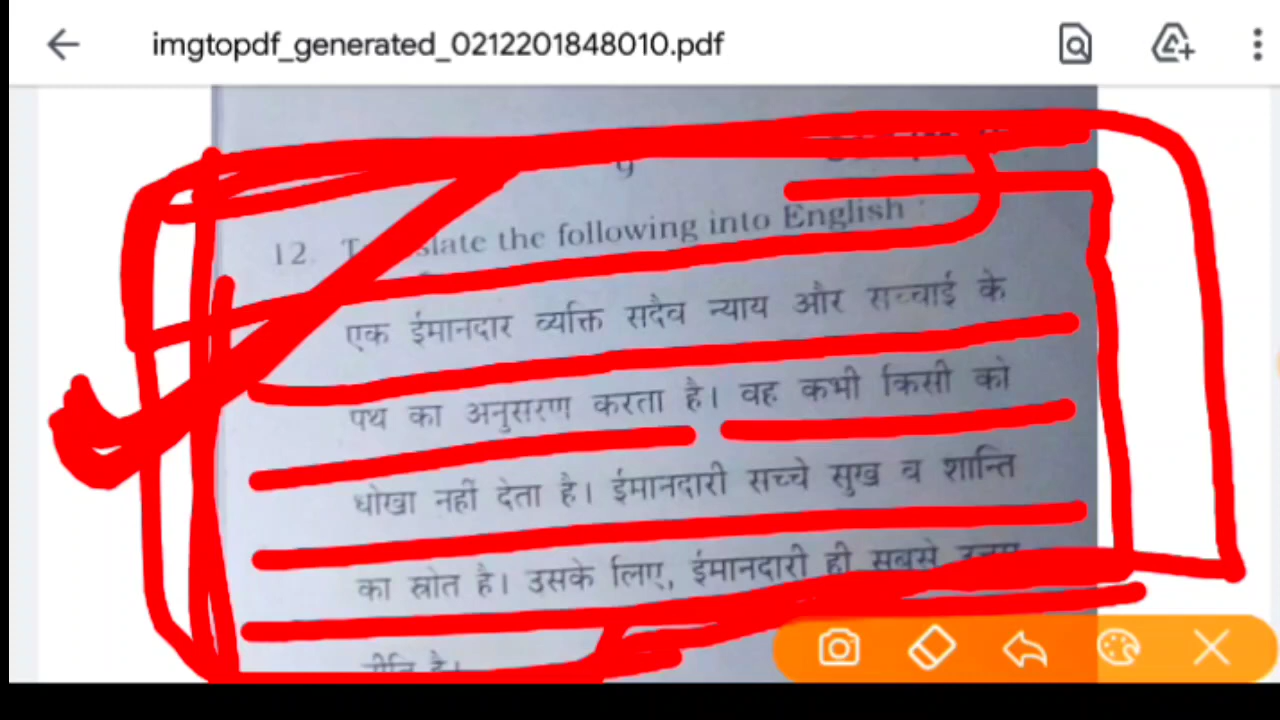 imgtopdf_generated_0212201848010.pdf
9
12. the following into English
एक ईमानदार व्यक्ति सदैव न्याय और सच्चाई के
पथ का अनुसरण करता है। वह कभी किसी को
धोखा नहीं देता है। ईमानदारी सच्चे सुख व शान्ति
का स्रोत है। उसके लिए, ईमानदारी ही सबसे
है।